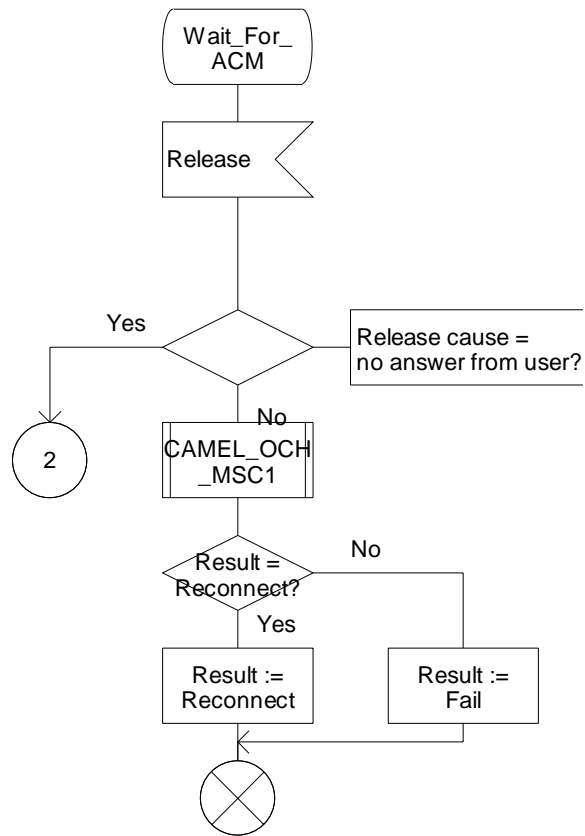 Wait_For_
ACM
Release
Yes
Release cause =
no answer from user?
2
No
CAMEL_OCH
_MSC1
Result =
Reconnect?
No
Yes
Result :=
Reconnect
Result :=
Fail